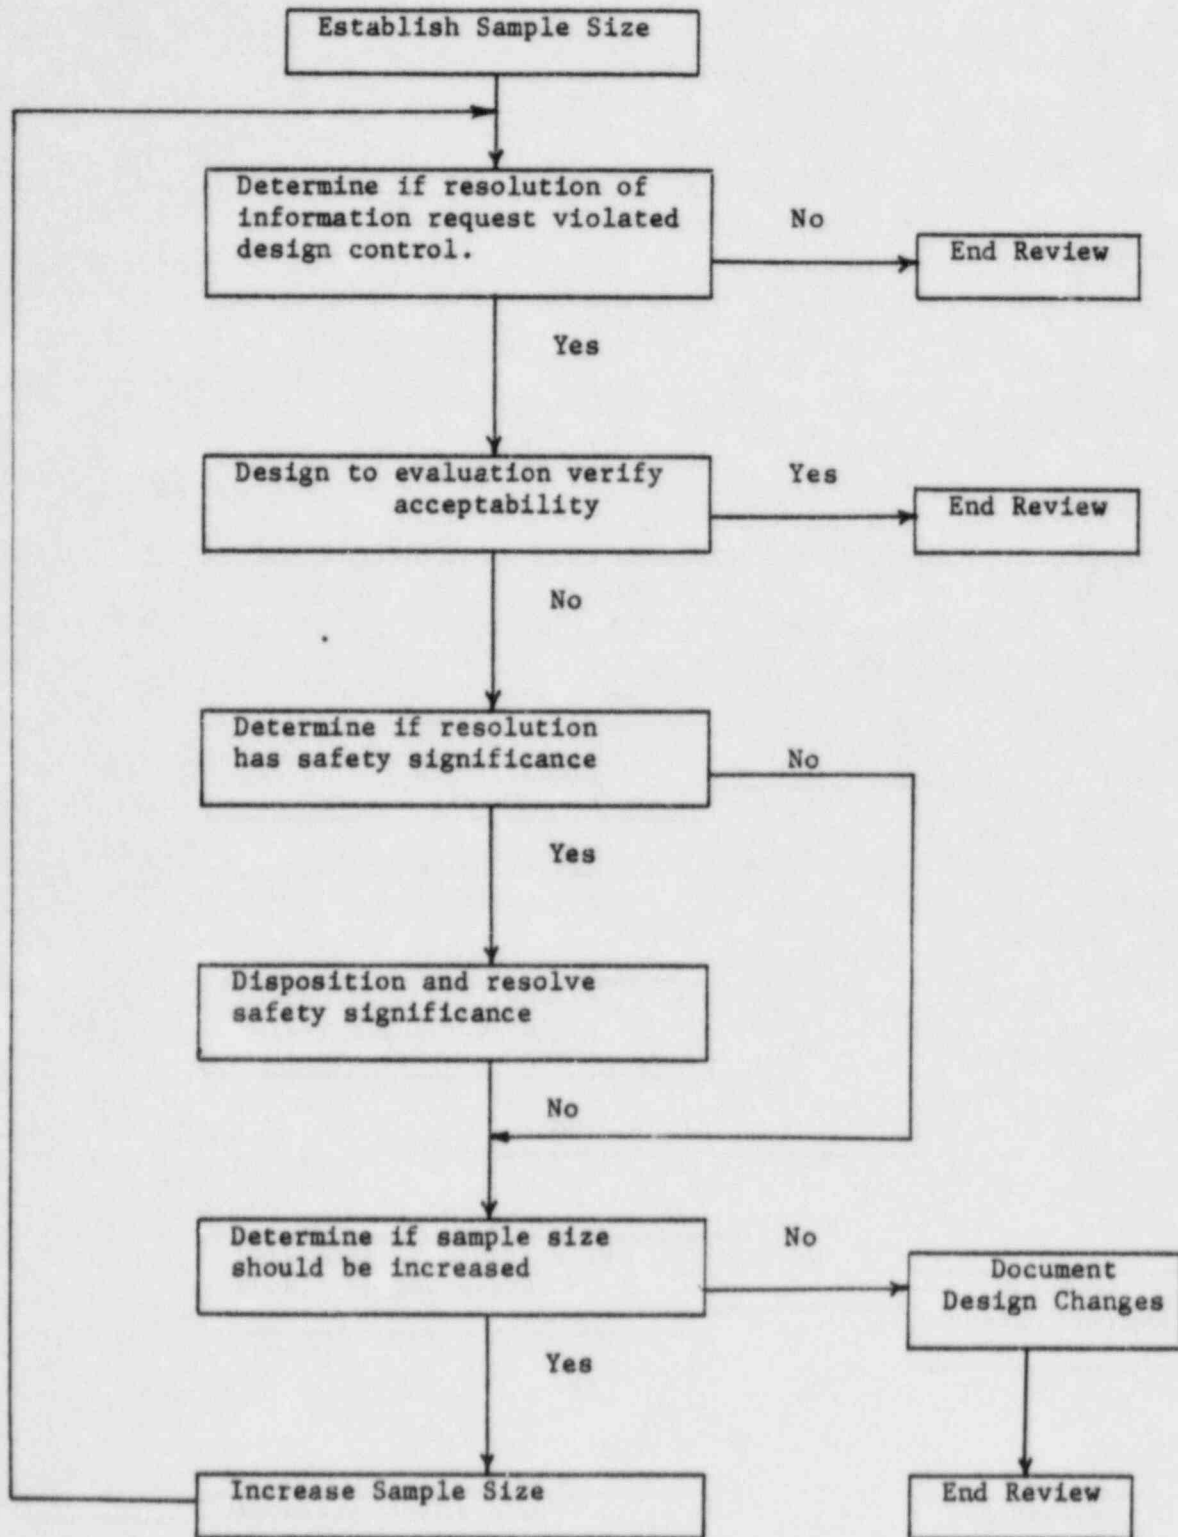 Establish Sample Size
Determine if resolution of
information request violated
design control.
No
End Review
Yes
Design to evaluation verify
acceptability
Yes
End Review
No
Determine if resolution
has safety significance
No
Yes
Disposition and resolve
safety significance
No
Determine if sample size
should be increased
No
Document
Design Changes
Yes
Increase Sample Size
End Review